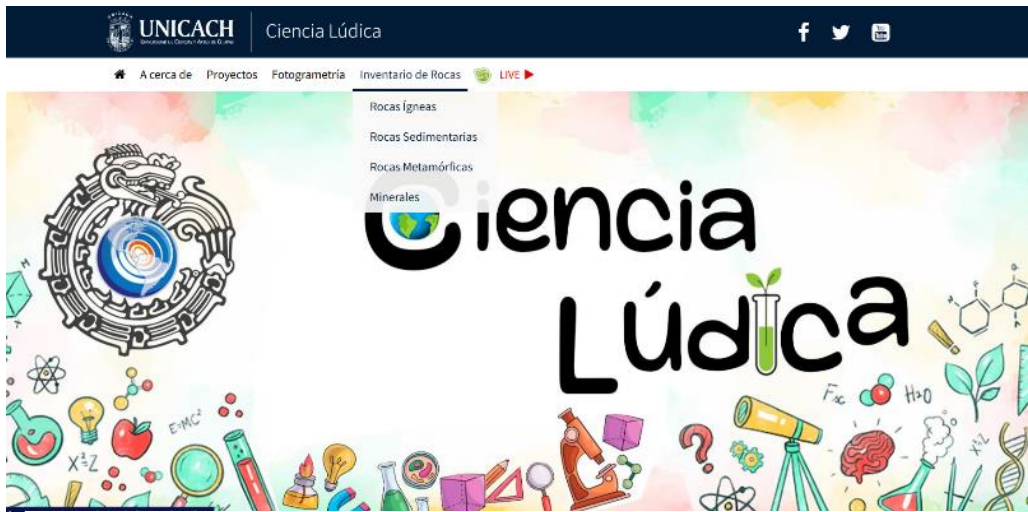 UNICACH
Ciencia Lúdica
Acerca de Proyectos Fotogrametría Inventario de Rocas LIVE
Rocas Ígneas
Rocas Sedimentarias
Rocas Metamórficas
Minerales
Ciencia
Lúdica
E=MC²
H₂O